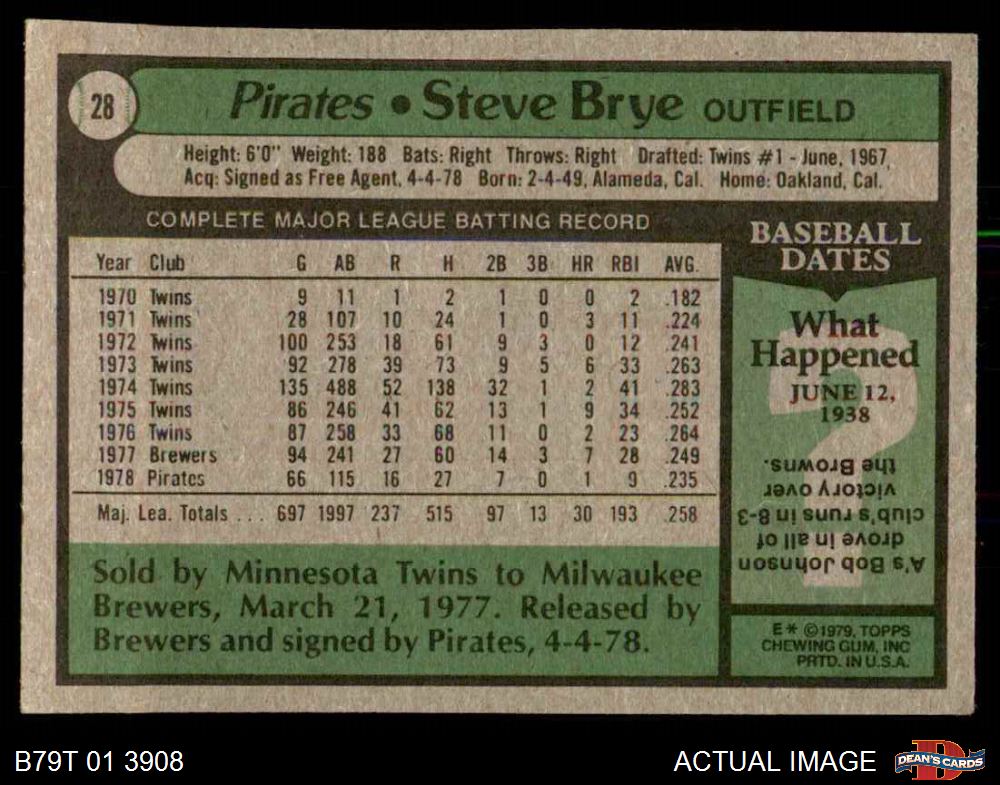 28
Pirates • Steve Brye OUTFIELD
Height: 6'0" Weight: 188 Bats: Right Throws: Right Drafted: Twins #1 - June, 1967,
Acq: Signed as Free Agent, 4-4-78 Born: 2-4-49, Alameda, Cal. Home: Oakland, Cal.
COMPLETE MAJOR LEAGUE BATTING RECORD
Year Club G AB R H 2B 3B HR RBI AVG.
1970 Twins 9 11 1 2 1 0 0 2 .182
1971 Twins 28 107 10 24 1 0 3 11 .224
1972 Twins 100 253 18 61 9 3 0 12 .241
1973 Twins 92 278 39 73 9 5 6 33 .263
1974 Twins 135 488 52 138 32 1 2 41 .283
1975 Twins 86 246 41 62 13 1 9 34 .252
1976 Twins 87 258 33 68 11 0 2 23 .264
1977 Brewers 94 241 27 60 14 3 7 28 .249
1978 Pirates 66 115 16 27 7 0 1 9 .235
Maj. Lea. Totals . . . 697 1997 237 515 97 13 30 193 .258
Sold by Minnesota Twins to Milwaukee
Brewers, March 21, 1977. Released by
Brewers and signed by Pirates, 4-4-78.
BASEBALL
DATES
What
Happened
JUNE 12,
1938
?
A's Bob Johnson
drove in all of
club's runs in 8-3
victory over
the Browns.
E* ©1979, TOPPS
CHEWING GUM, INC
PRTD. IN U.S.A.
B79T 01 3908
ACTUAL IMAGE
D
DEAN'S CARDS